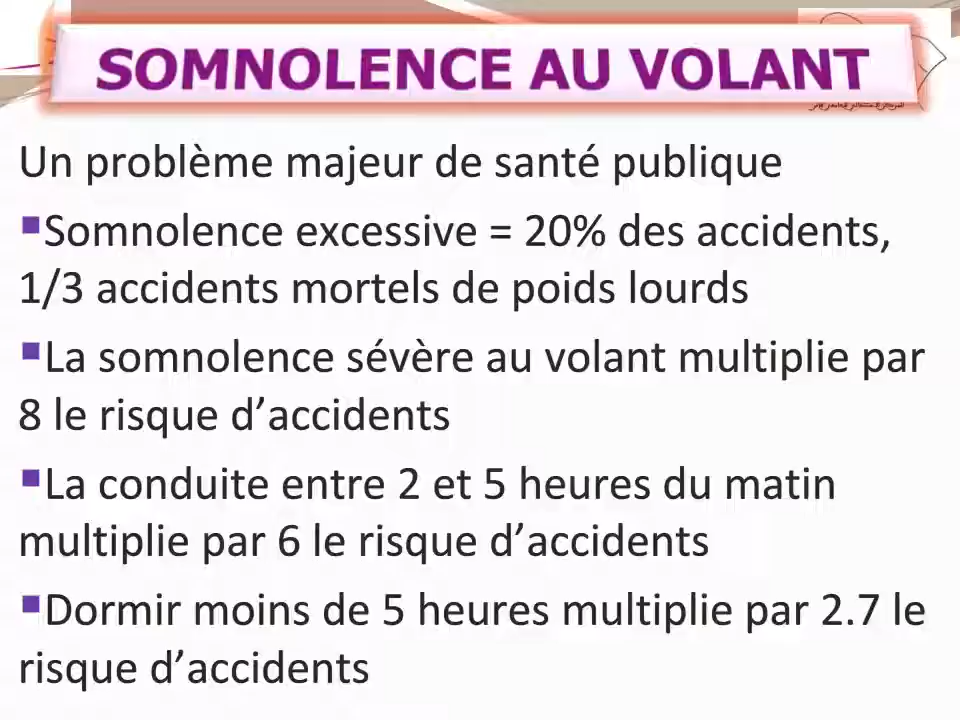 SOMNOLENCE AU VOLANT
Un problème majeur de santé publique
▪Somnolence excessive = 20% des accidents,
1/3 accidents mortels de poids lourds
▪La somnolence sévère au volant multiplie par
8 le risque d’accidents
▪La conduite entre 2 et 5 heures du matin
multiplie par 6 le risque d’accidents
▪Dormir moins de 5 heures multiplie par 2.7 le
risque d’accidents